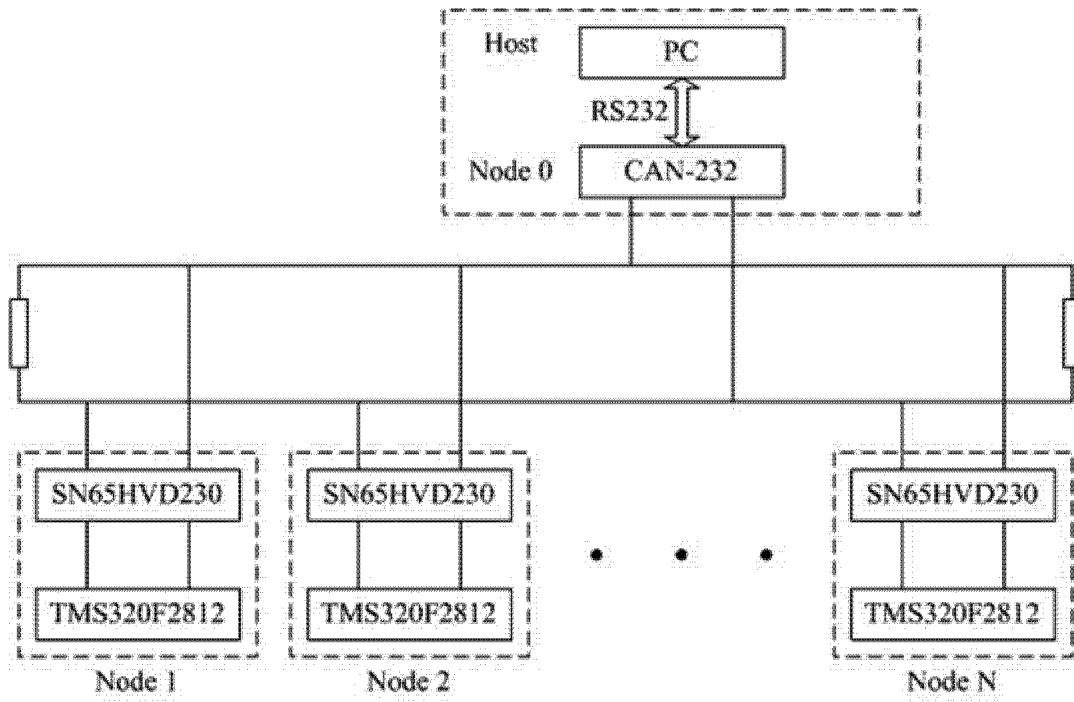 Host
PC
RS232
Node 0
CAN-232
SN65HVD230
SN65HVD230
SN65HVD230
TMS320F2812
TMS320F2812
TMS320F2812
Node 1
Node 2
Node N